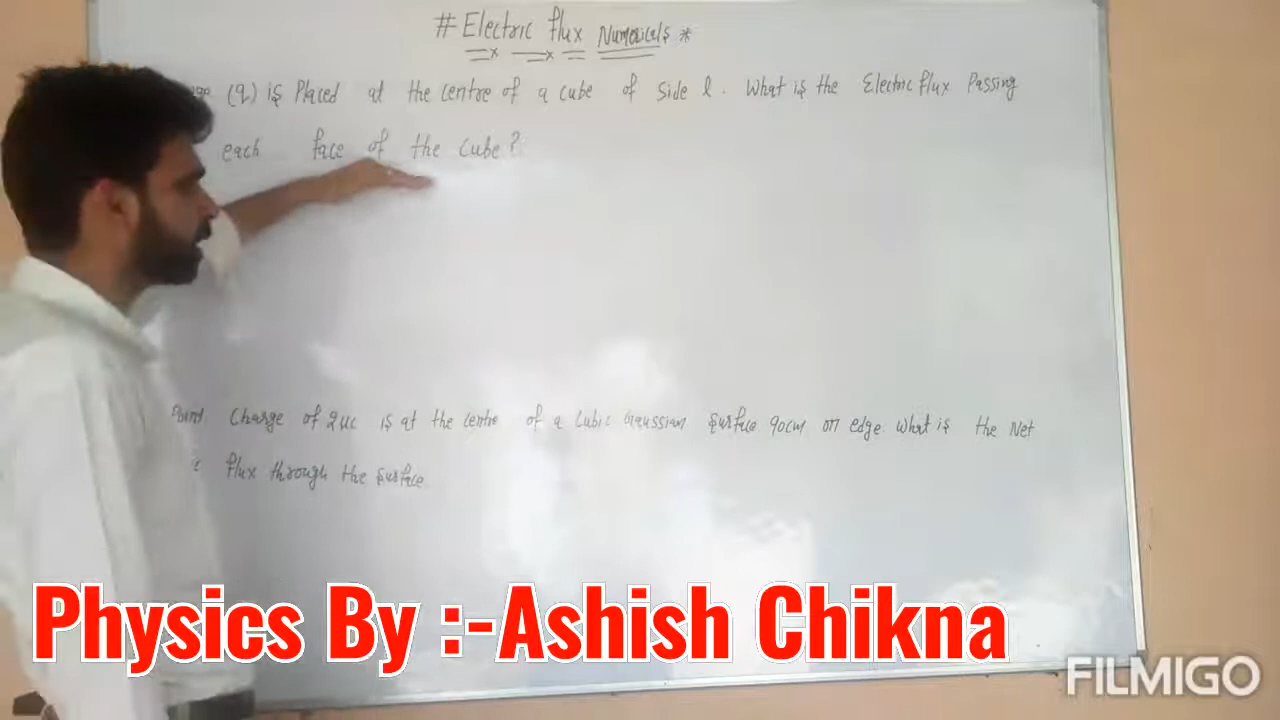 # Electric flux Numericals *
(q) is Placed at the centre of a cube of side l. What is the Electric flux Passing
each face of the cube?
Point Charge of 2μc is at the centre of a Cubic Gaussian surface 90cm on edge what is the Net
flux through the surface
Physics By :-Ashish Chikna
FILMIGO